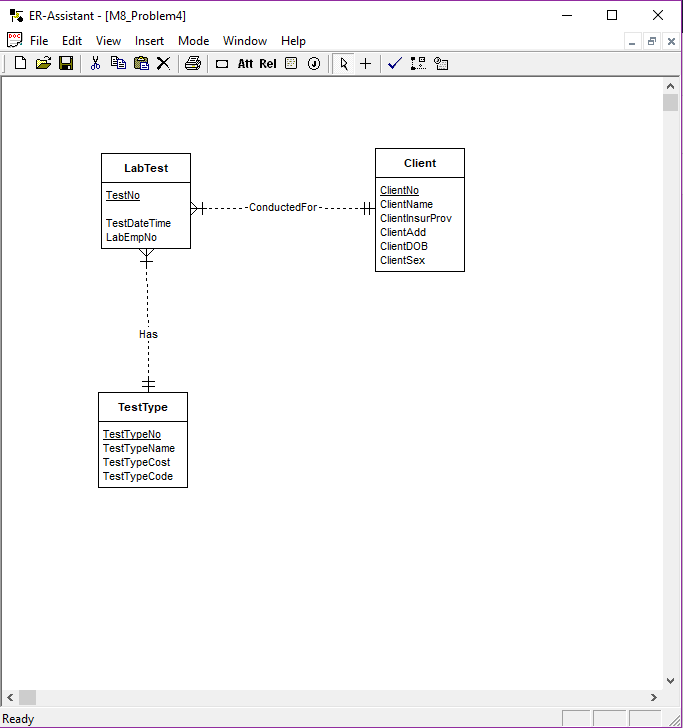 ER-Assistant - [M8_Problem4]
File Edit View Insert Mode Window Help
Att Rel
LabTest
TestNo
TestDateTime
LabEmpNo
ConductedFor
Client
ClientNo
ClientName
ClientInsurProv
ClientAdd
ClientDOB
ClientSex
Has
TestType
TestTypeNo
TestTypeName
TestTypeCost
TestTypeCode
Ready